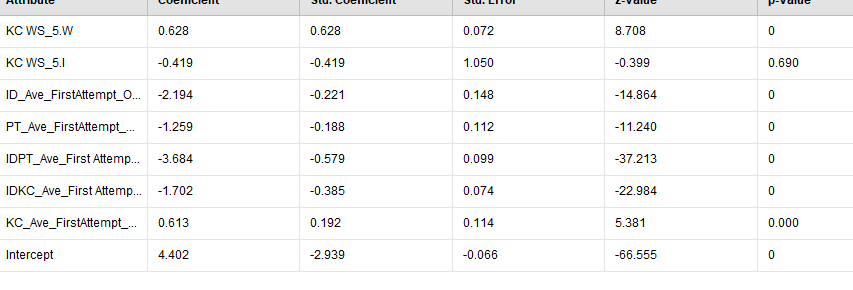 Attribute Coefficient Std. Coefficient Std. Error z-Value p-Value
KC WS_5.W 0.628 0.628 0.072 8.708 0
KC WS_5.I -0.419 -0.419 1.050 -0.399 0.690
ID_Ave_FirstAttempt_O... -2.194 -0.221 0.148 -14.864 0
PT_Ave_FirstAttempt_... -1.259 -0.188 0.112 -11.240 0
IDPT_Ave_First Attemp... -3.684 -0.579 0.099 -37.213 0
IDKC_Ave_First Attemp... -1.702 -0.385 0.074 -22.984 0
KC_Ave_FirstAttempt_... 0.613 0.192 0.114 5.381 0.000
Intercept 4.402 -2.939 -0.066 -66.555 0